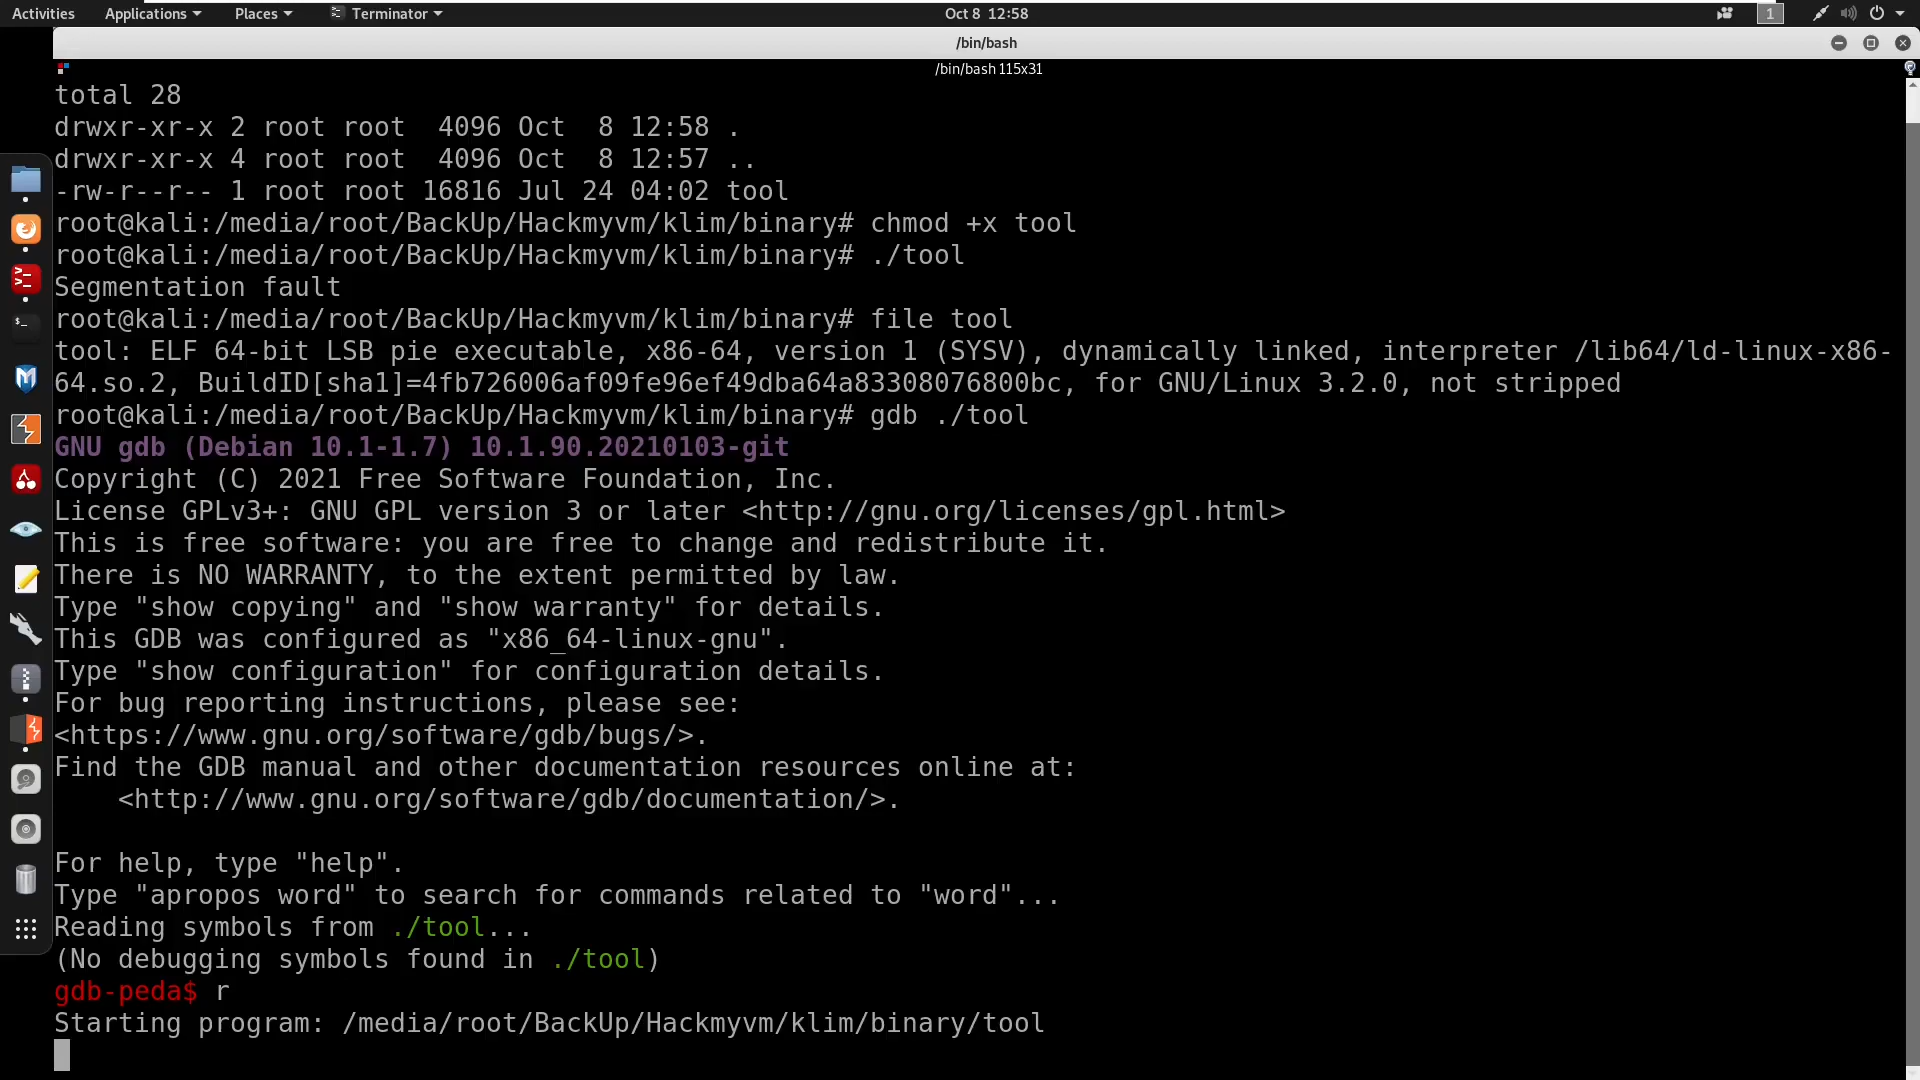 Activities Applications Places Terminator Oct 8 12:58 1
/bin/bash
/bin/bash 115x31
total 28
drwxr-xr-x 2 root root  4096 Oct  8 12:58 .
drwxr-xr-x 4 root root  4096 Oct  8 12:57 ..
-rw-r--r-- 1 root root 16816 Jul 24 04:02 tool
root@kali:/media/root/BackUp/Hackmyvm/klim/binary# chmod +x tool
root@kali:/media/root/BackUp/Hackmyvm/klim/binary# ./tool
Segmentation fault
root@kali:/media/root/BackUp/Hackmyvm/klim/binary# file tool
tool: ELF 64-bit LSB pie executable, x86-64, version 1 (SYSV), dynamically linked, interpreter /lib64/ld-linux-x86-
64.so.2, BuildID[sha1]=4fb726006af09fe96ef49dba64a83308076800bc, for GNU/Linux 3.2.0, not stripped
root@kali:/media/root/BackUp/Hackmyvm/klim/binary# gdb ./tool
GNU gdb (Debian 10.1-1.7) 10.1.90.20210103-git
Copyright (C) 2021 Free Software Foundation, Inc.
License GPLv3+: GNU GPL version 3 or later <http://gnu.org/licenses/gpl.html>
This is free software: you are free to change and redistribute it.
There is NO WARRANTY, to the extent permitted by law.
Type "show copying" and "show warranty" for details.
This GDB was configured as "x86_64-linux-gnu".
Type "show configuration" for configuration details.
For bug reporting instructions, please see:
<https://www.gnu.org/software/gdb/bugs/>.
Find the GDB manual and other documentation resources online at:
    <http://www.gnu.org/software/gdb/documentation/>.
For help, type "help".
Type "apropos word" to search for commands related to "word"...
Reading symbols from ./tool...
(No debugging symbols found in ./tool)
gdb-peda$ r
Starting program: /media/root/BackUp/Hackmyvm/klim/binary/tool